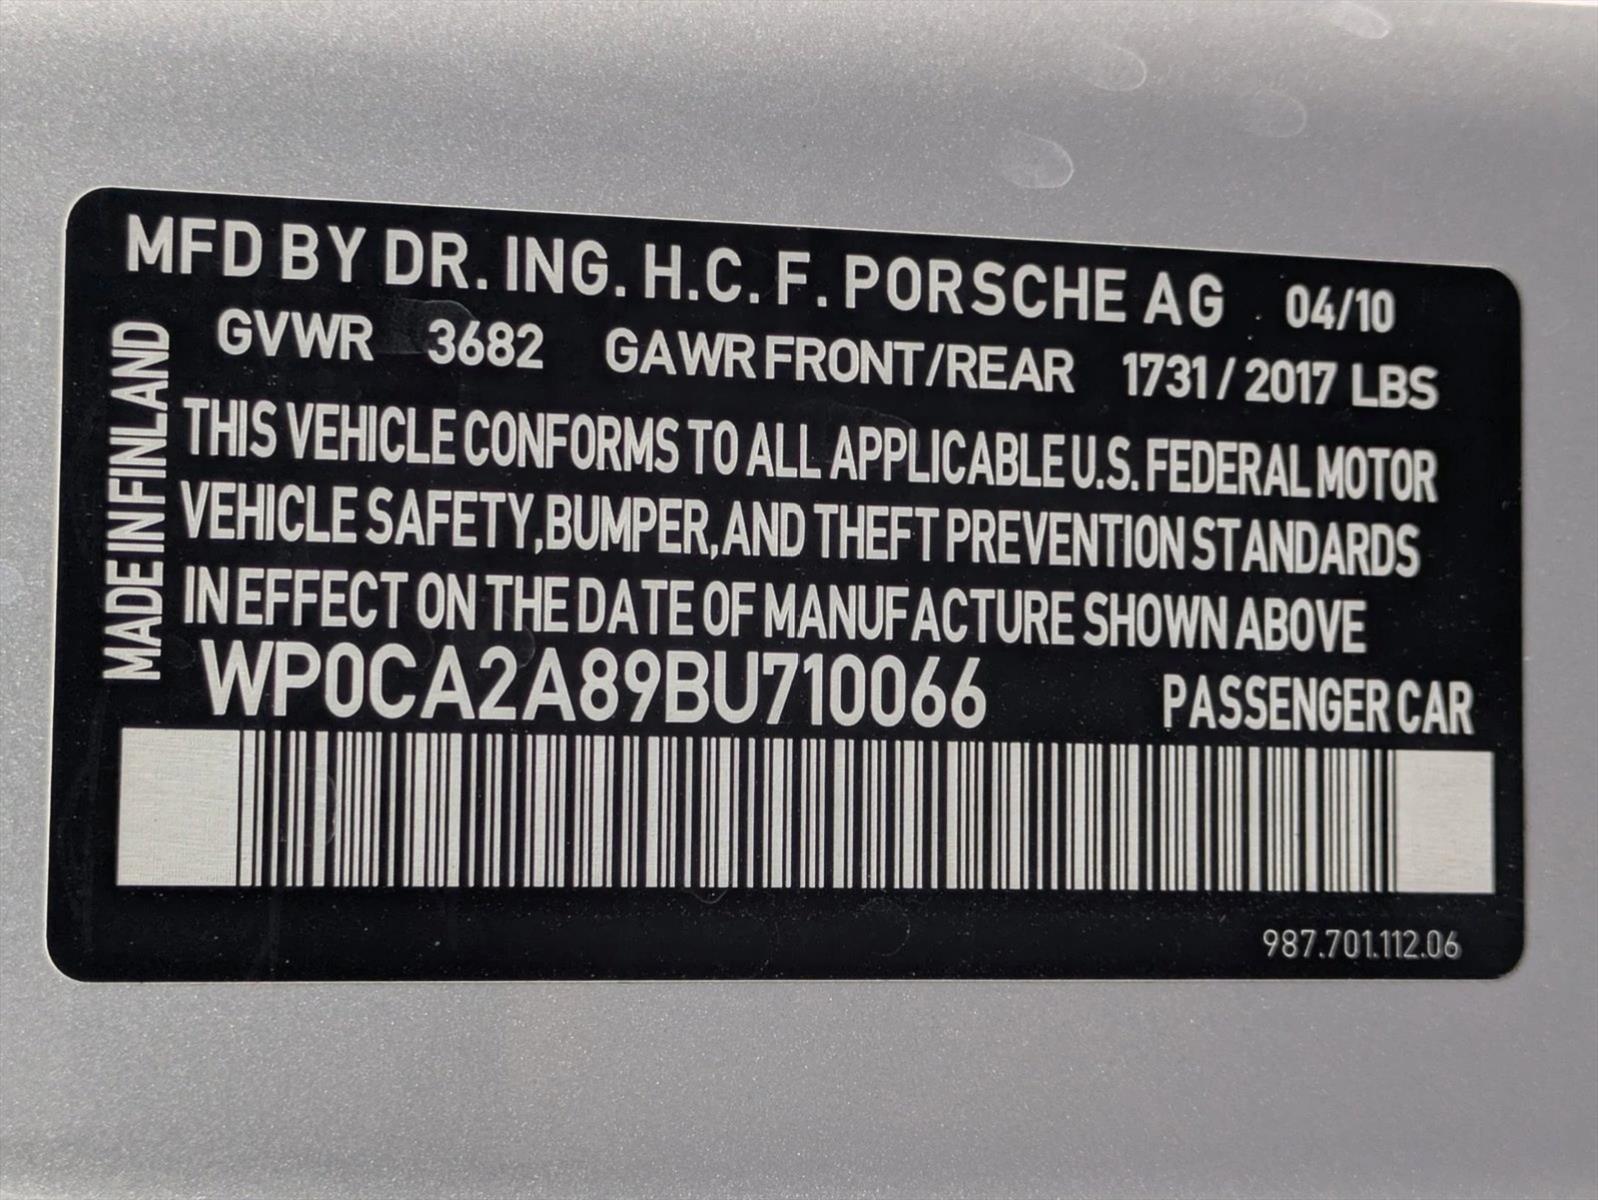 MFD BY DR. ING. H.C. F. PORSCHE AG 04/10
GVWR 3682 GAWR FRONT/REAR 1731 / 2017 LBS
THIS VEHICLE CONFORMS TO ALL APPLICABLE U.S. FEDERAL MOTOR
VEHICLE SAFETY, BUMPER, AND THEFT PREVENTION STANDARDS
IN EFFECT ON THE DATE OF MANUFACTURE SHOWN ABOVE
WP0CA2A89BU710066 PASSENGER CAR
MADE IN FINLAND
987.701.112.06